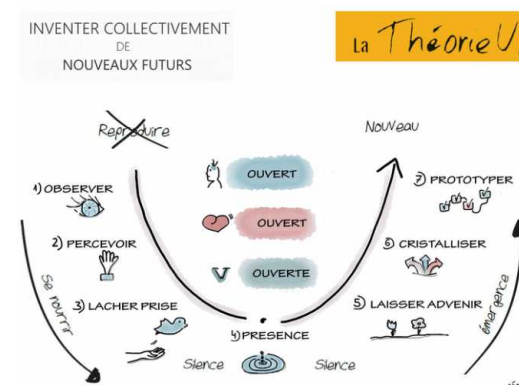 INVENTER COLLECTIVEMENT
DE
NOUVEAUX FUTURS
La Théorie U
Reproduire
Nouveau
OUVERT
OUVERT
V OUVERTE
1) OBSERVER
2) PERCEVOIR
3) LACHER PRISE
Se nourrir
4) PRESENCE
Silence
Silence
5) LAISSER ADVENIR
6) CRISTALLISER
7) PROTOTYPER
émergence